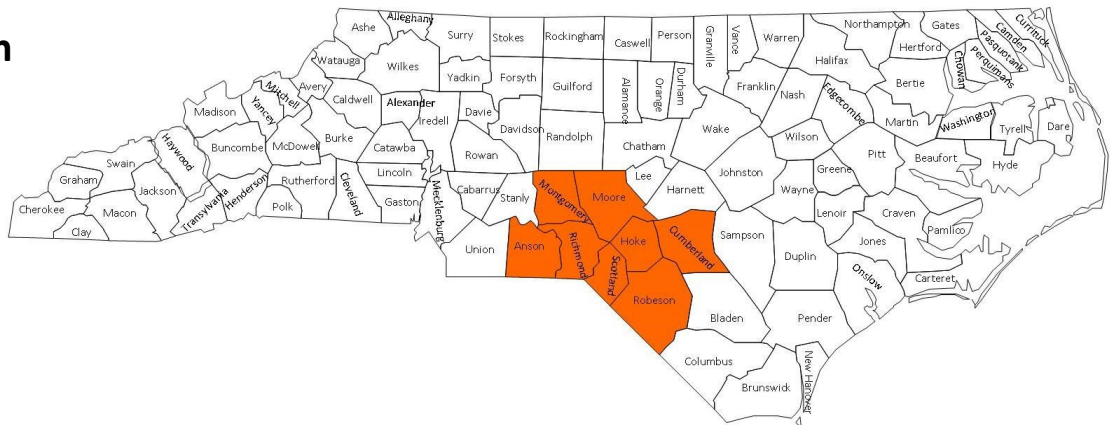 n
Ashe
Alleghany
Surry
Stokes
Rockingham
Caswell
Person
Granville
Vance
Warren
Northampton
Gates
Currituck
Camden
Pasquotank
Perquimans
Chowan
Hertford
Halifax
Watauga
Wilkes
Yadkin
Forsyth
Guilford
Alamance
Orange
Durham
Franklin
Nash
Edgecombe
Bertie
Avery
Mitchell
Yancey
Caldwell
Alexander
Iredell
Davie
Davidson
Randolph
Chatham
Wake
Wilson
Martin
Washington
Tyrell
Dare
Madison
Haywood
Buncombe
McDowell
Burke
Catawba
Rowan
Lee
Johnston
Greene
Pitt
Beaufort
Hyde
Swain
Graham
Jackson
Transylvania
Henderson
Rutherford
Polk
Cleveland
Lincoln
Gaston
Mecklenburg
Cabarrus
Stanly
Montgomery
Moore
Harnett
Wayne
Lenoir
Craven
Pamlico
Cherokee
Clay
Macon
Union
Anson
Richmond
Scotland
Hoke
Cumberland
Sampson
Duplin
Jones
Onslow
Carteret
Robeson
Bladen
Pender
Columbus
Brunswick
New Hanover